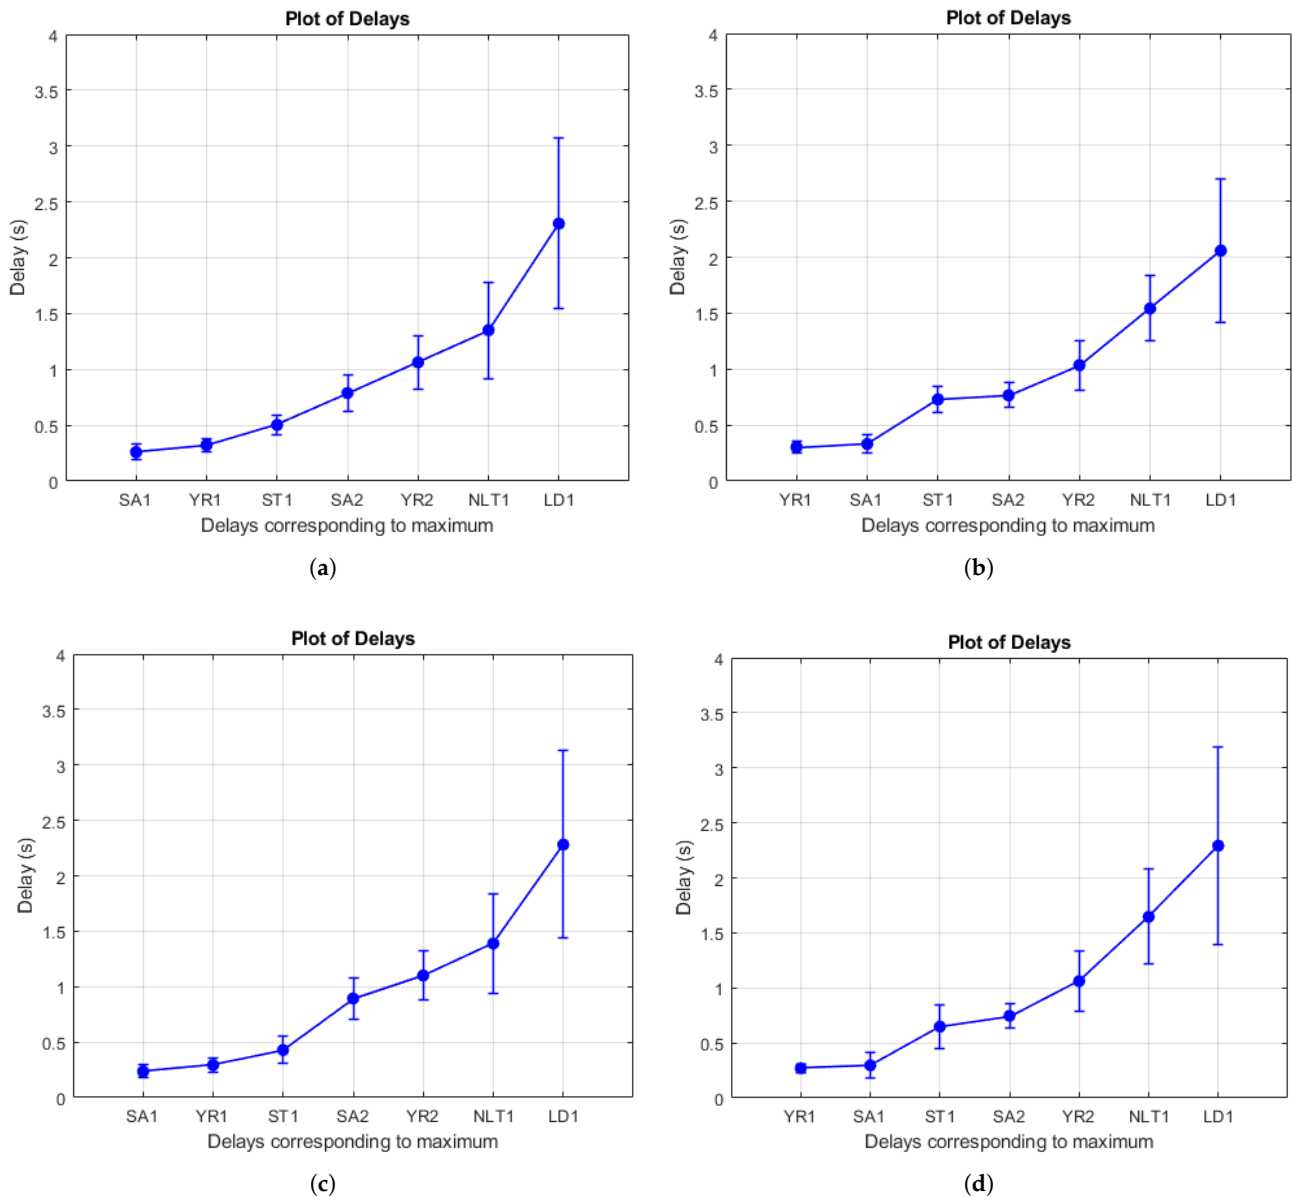 Plot of Delays
4
3.5
3
2.5
2
1.5
1
0.5
0
Delay (s)
SA1 YR1 ST1 SA2 YR2 NLT1 LD1
Delays corresponding to maximum
(a)
Plot of Delays
4
3.5
3
2.5
2
1.5
1
0.5
0
Delay (s)
YR1 SA1 ST1 SA2 YR2 NLT1 LD1
Delays corresponding to maximum
(b)
Plot of Delays
4
3.5
3
2.5
2
1.5
1
0.5
0
Delay (s)
SA1 YR1 ST1 SA2 YR2 NLT1 LD1
Delays corresponding to maximum
(c)
Plot of Delays
4
3.5
3
2.5
2
1.5
1
0.5
0
Delay (s)
YR1 SA1 ST1 SA2 YR2 NLT1 LD1
Delays corresponding to maximum
(d)